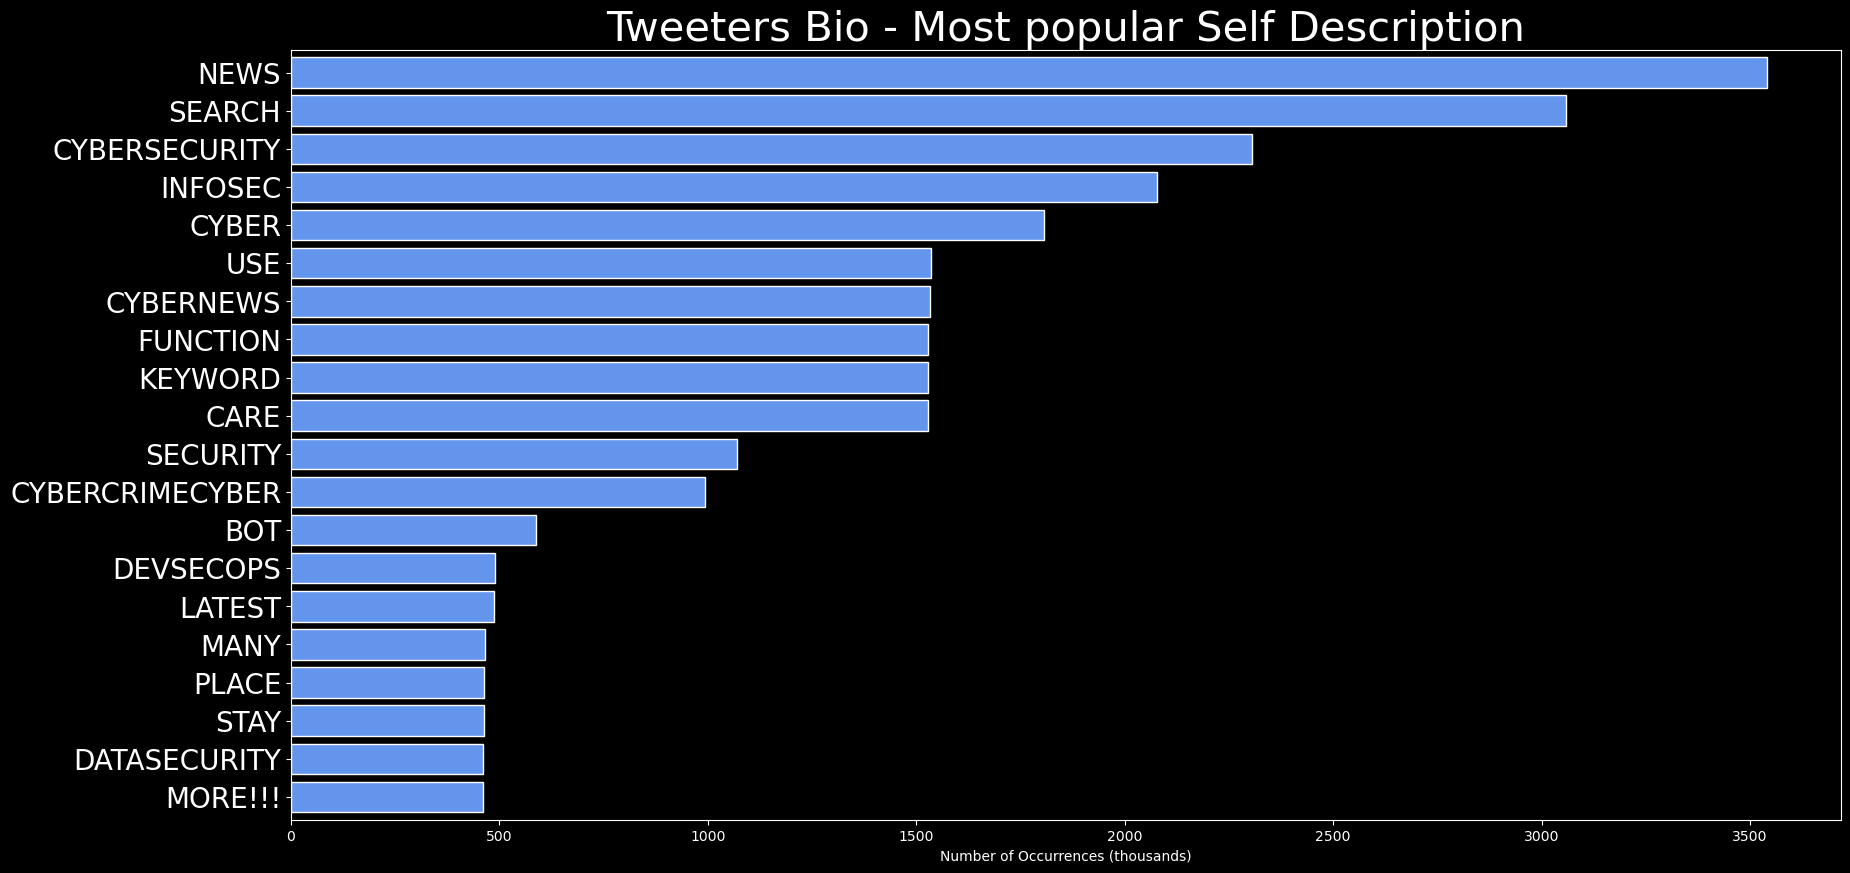 Tweeters Bio - Most popular Self Description
NEWS
SEARCH
CYBERSECURITY
INFOSEC
CYBER
USE
CYBERNEWS
FUNCTION
KEYWORD
CARE
SECURITY
CYBERCRIMECYBER
BOT
DEVSECOPS
LATEST
MANY
PLACE
STAY
DATASECURITY
MORE!!!
0 500 1000 1500 2000 2500 3000 3500
Number of Occurrences (thousands)